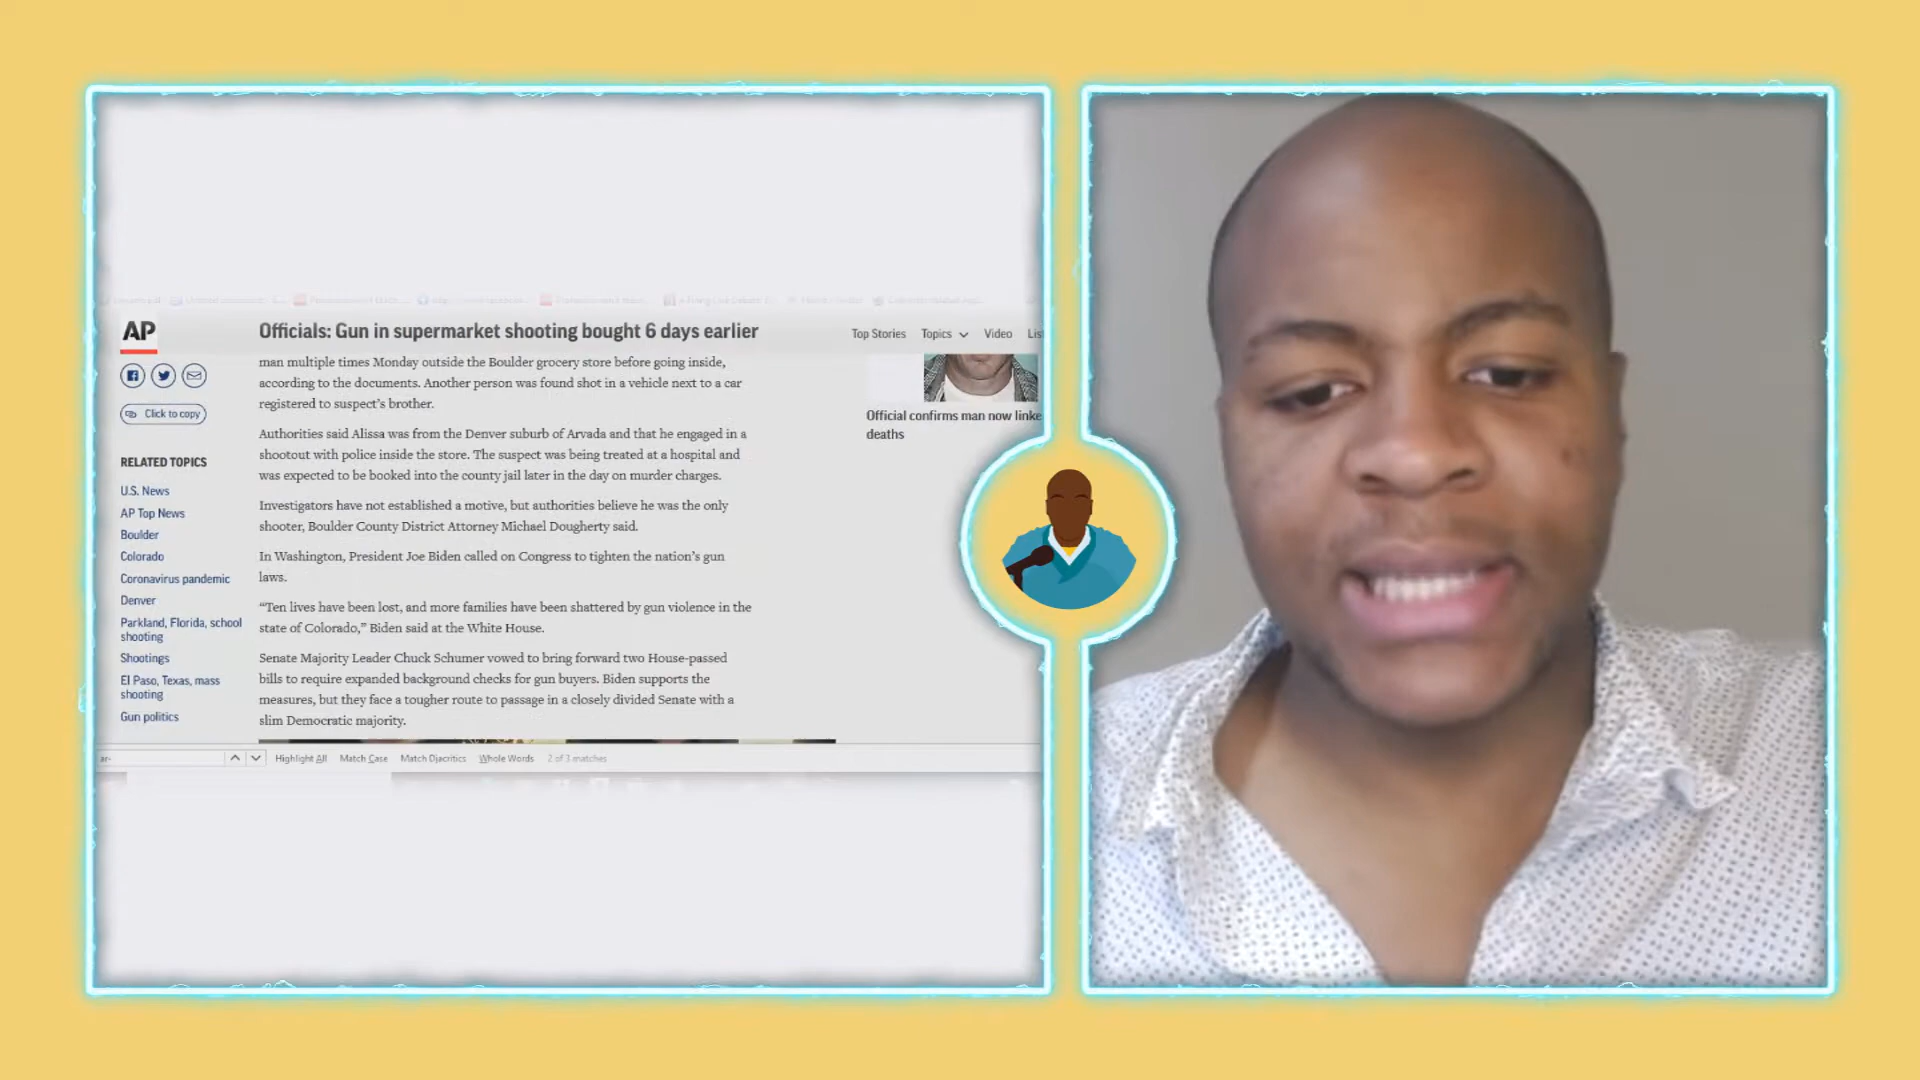 AP
Officials: Gun in supermarket shooting bought 6 days earlier
Top Stories Topics Video
Click to copy
RELATED TOPICS
U.S. News
AP Top News
Boulder
Colorado
Coronavirus pandemic
Denver
Parkland, Florida, school
shooting
Shootings
El Paso, Texas, mass
shooting
Gun politics
man multiple times Monday outside the Boulder grocery store before going inside,
according to the documents. Another person was found shot in a vehicle next to a car
registered to suspect’s brother.
Authorities said Alissa was from the Denver suburb of Arvada and that he engaged in a
shootout with police inside the store. The suspect was being treated at a hospital and
was expected to be booked into the county jail later in the day on murder charges.
Investigators have not established a motive, but authorities believe he was the only
shooter, Boulder County District Attorney Michael Dougherty said.
In Washington, President Joe Biden called on Congress to tighten the nation’s gun
laws.
“Ten lives have been lost, and more families have been shattered by gun violence in the
state of Colorado,” Biden said at the White House.
Senate Majority Leader Chuck Schumer vowed to bring forward two House-passed
bills to require expanded background checks for gun buyers. Biden supports the
measures, but they face a tougher route to passage in a closely divided Senate with a
slim Democratic majority.
Official confirms man now linke
deaths
ar- Highlight All Match Case Match Diacritics Whole Words 2 of 3 matches